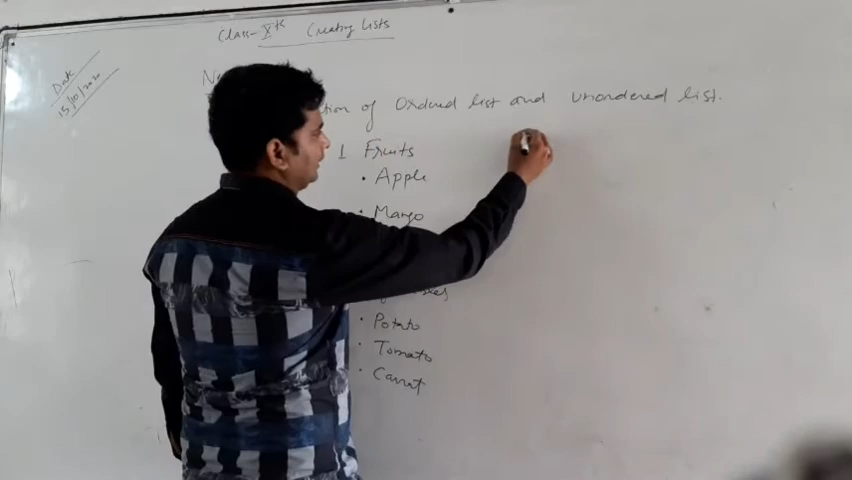 Class-Xth Creating Lists
Date
15/10/2020
of Ordered list and unordered list.
1 Fruits
• Apple
• Mango
• Potato
• Tomato
• Carrot